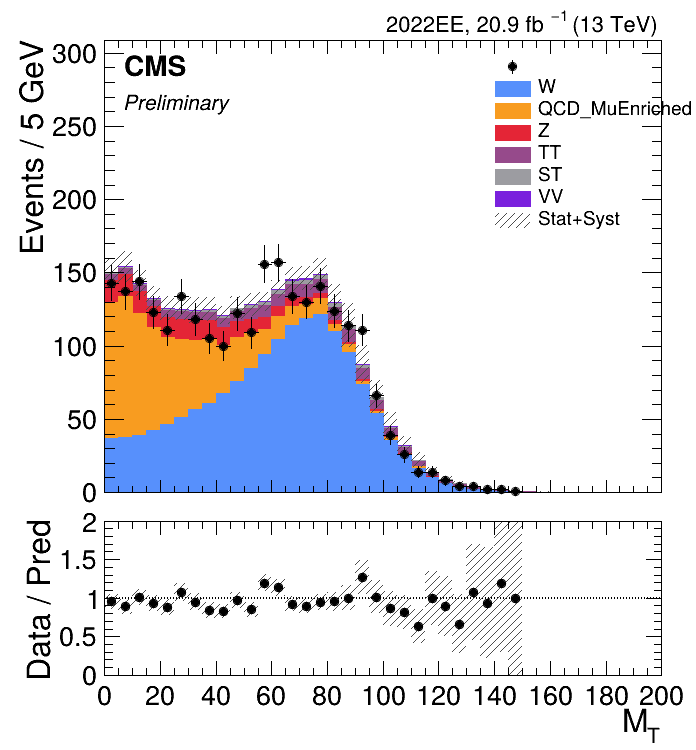 2022EE, 20.9 fb ⁻¹ (13 TeV)
Events / 5 GeV
300
250
200
150
100
50
0
CMS
Preliminary
W
QCD_MuEnriched
Z
TT
ST
VV
Stat+Syst
Data / Pred
2
1.5
1
0.5
0
0 20 40 60 80 100 120 140 160 180 200
M_T